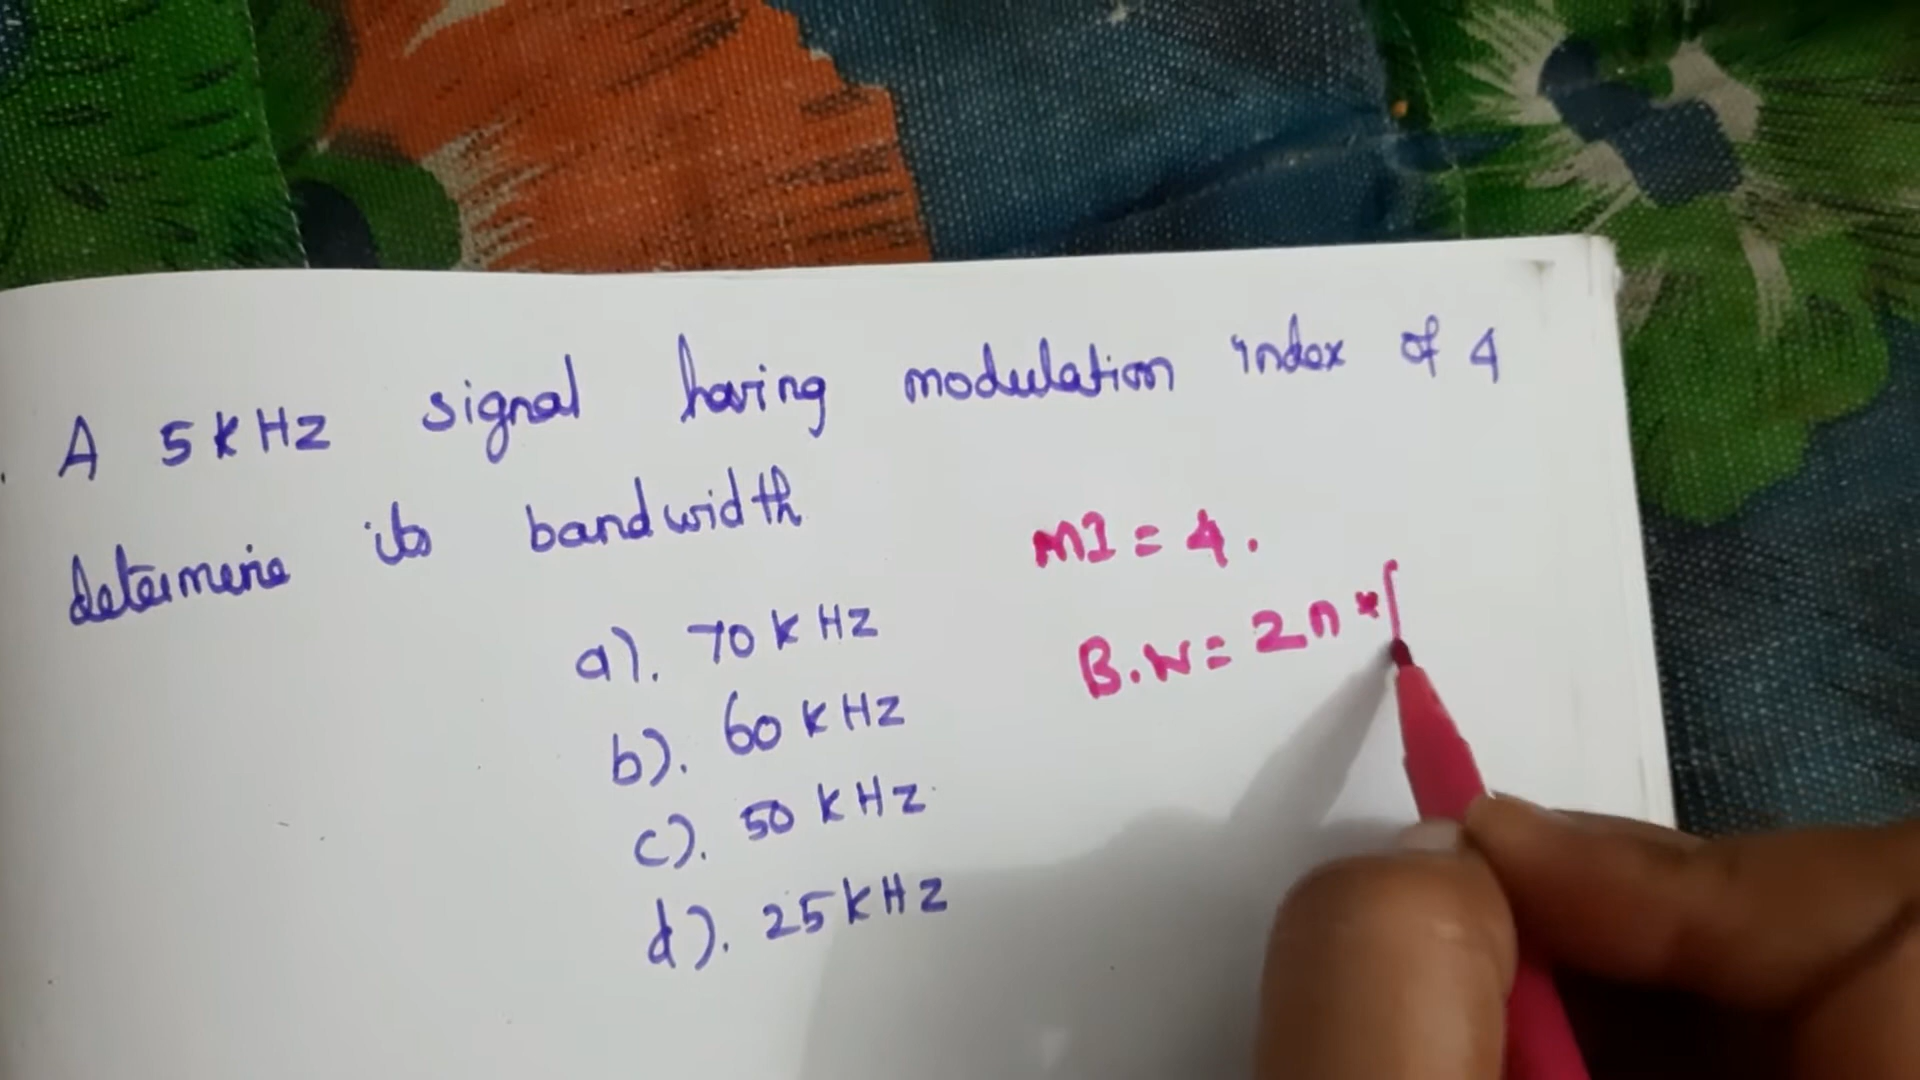 A 5KHz signal having modulation index of 4
determine its bandwidth
MI = 4.
a). 70 KHz
B.W = 2n *
b). 60 KHz
c). 50 KHz
d). 25 KHz